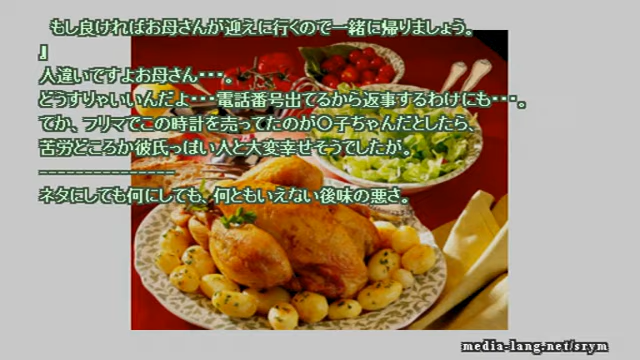 もし良ければお母さんが迎えに行くので一緒に帰りましょう。
』
人違いですよお母さん・・・。
どうすりゃいいんだょ・・・電話番号出てるから返事するわけにも・・・。
てか、フリマでこの時計を売ってたのが〇子ちゃんだとしたら、
苦労どころか彼氏っぽい人と大変幸せそうでしたが。
---------------
ネタにしても何にしても、何ともいえない後味の悪さ。
media-lang-net/srym